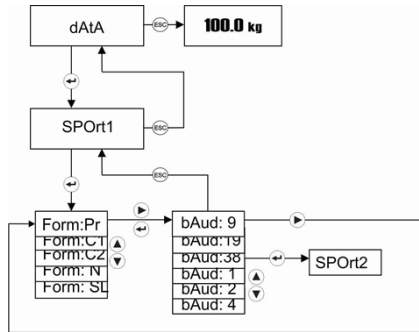 dAtA
ESC
100.0 kg
ESC
SPOrt1
ESC
Form:Pr
Form:C1
Form:C2
Form: N
Form: SL
bAud: 9
bAud:19
bAud:38
bAud: 1
bAud: 2
bAud: 4
SPOrt2